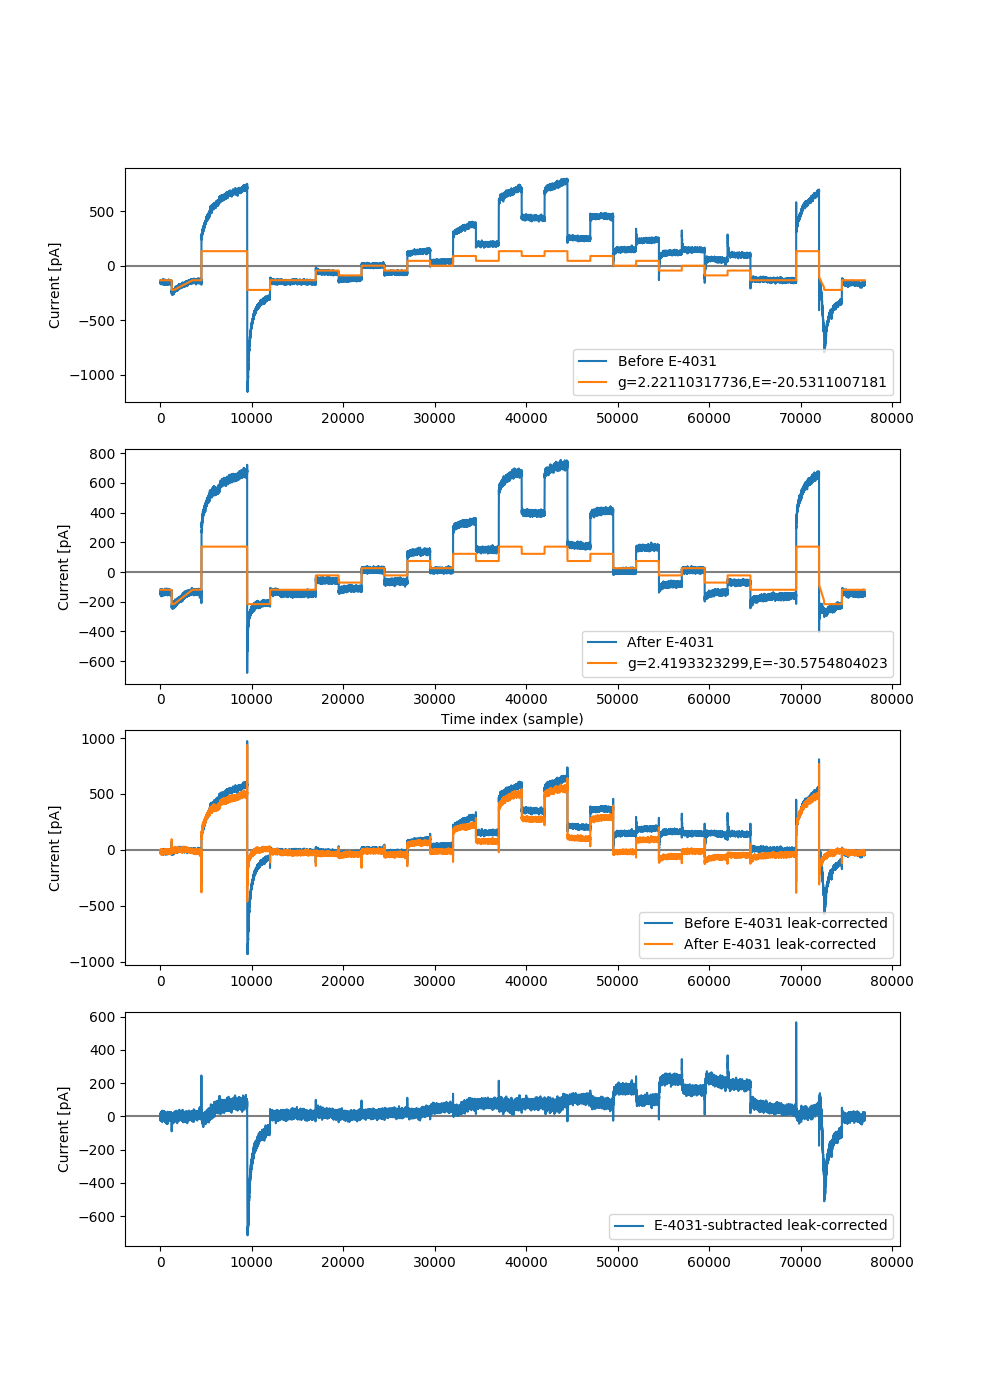 500
0
−500
−1000
Current [pA]
Before E-4031
g=2.22110317736,E=-20.5311007181
0 10000 20000 30000 40000 50000 60000 70000 80000
800
600
400
200
0
−200
−400
−600
Current [pA]
After E-4031
g=2.4193323299,E=-30.5754804023
0 10000 20000 30000 40000 50000 60000 70000 80000
Time index (sample)
1000
500
0
−500
−1000
Current [pA]
Before E-4031 leak-corrected
After E-4031 leak-corrected
0 10000 20000 30000 40000 50000 60000 70000 80000
600
400
200
0
−200
−400
−600
Current [pA]
E-4031-subtracted leak-corrected
0 10000 20000 30000 40000 50000 60000 70000 80000